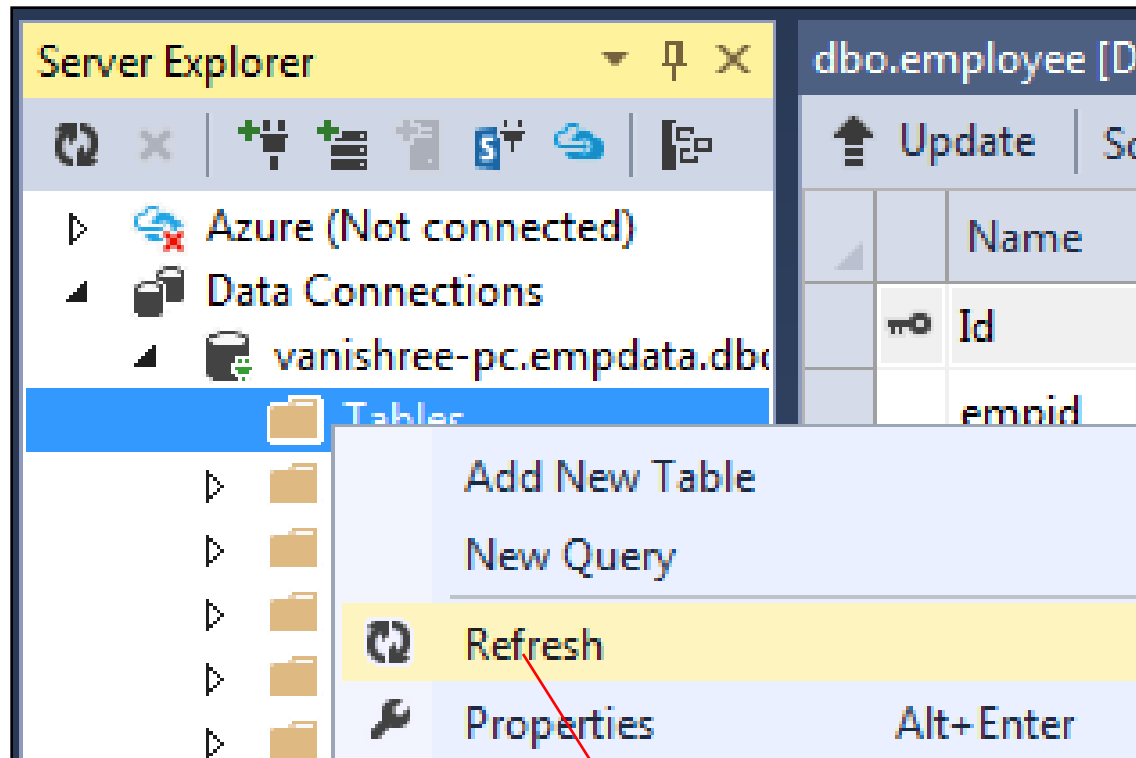 Server Explorer
dbo.employee [D
Update
Sc
Azure (Not connected)
Data Connections
vanishree-pc.empdata.dbo
Tables
Name
Id
empid
Add New Table
New Query
Refresh
Properties Alt+Enter